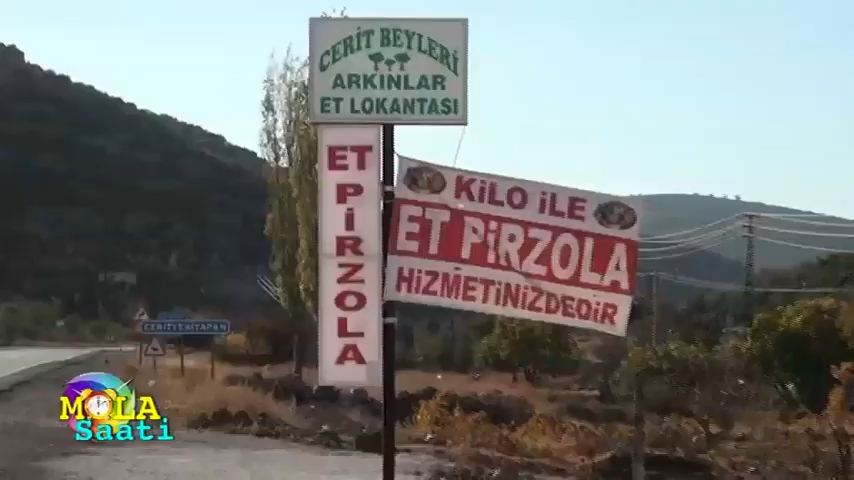 CERİT BEYLERİ
ARKINLAR
ET LOKANTASI
ET
PİRZOLA
KİLO İLE
ET PİRZOLA
HİZMETİNİZDEDİR
CERİTYENİYAPAN
MOLA
Saati